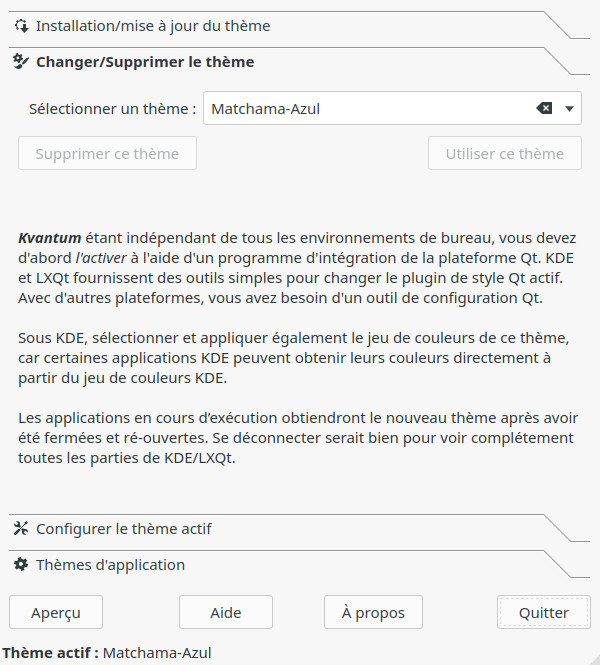 Installation/mise à jour du thème
Changer/Supprimer le thème
Sélectionner un thème : Matchama-Azul
Supprimer ce thème Utiliser ce thème
Kvantum étant indépendant de tous les environnements de bureau, vous devez
d'abord l'activer à l'aide d'un programme d'intégration de la plateforme Qt. KDE
et LXQt fournissent des outils simples pour changer le plugin de style Qt actif.
Avec d'autres plateformes, vous avez besoin d'un outil de configuration Qt.
Sous KDE, sélectionner et appliquer également le jeu de couleurs de ce thème,
car certaines applications KDE peuvent obtenir leurs couleurs directement à
partir du jeu de couleurs KDE.
Les applications en cours d’exécution obtiendront le nouveau thème après avoir
été fermées et ré-ouvertes. Se déconnecter serait bien pour voir complétement
toutes les parties de KDE/LXQt.
Configurer le thème actif
Thèmes d'application
Aperçu Aide À propos Quitter
Thème actif : Matchama-Azul